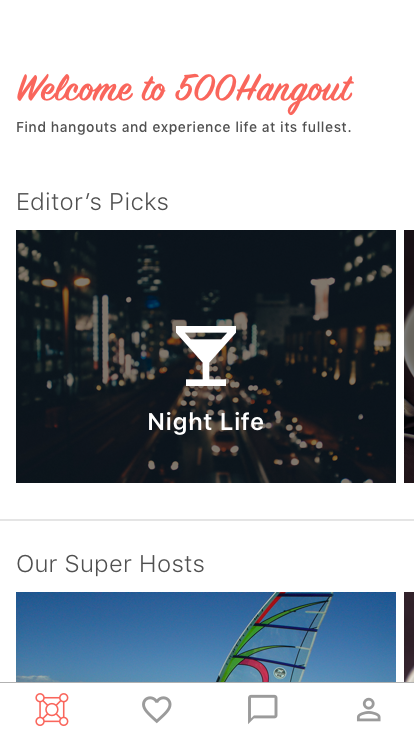 Welcome to 500Hangout
Find hangouts and experience life at its fullest.
Editor’s Picks
Night Life
Our Super Hosts